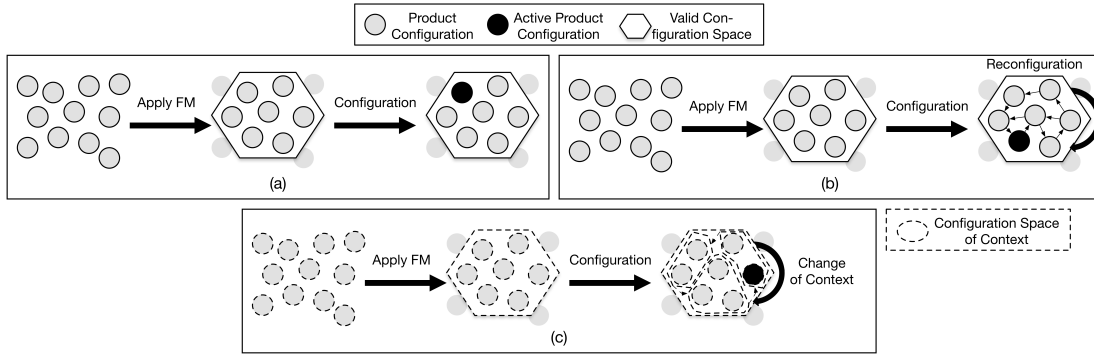 Product
Configuration
Active Product
Configuration
Valid Con-
figuration Space
Apply FM
Configuration
(a)
Reconfiguration
Apply FM
Configuration
(b)
Apply FM
Configuration
Change
of Context
(c)
Configuration Space
of Context